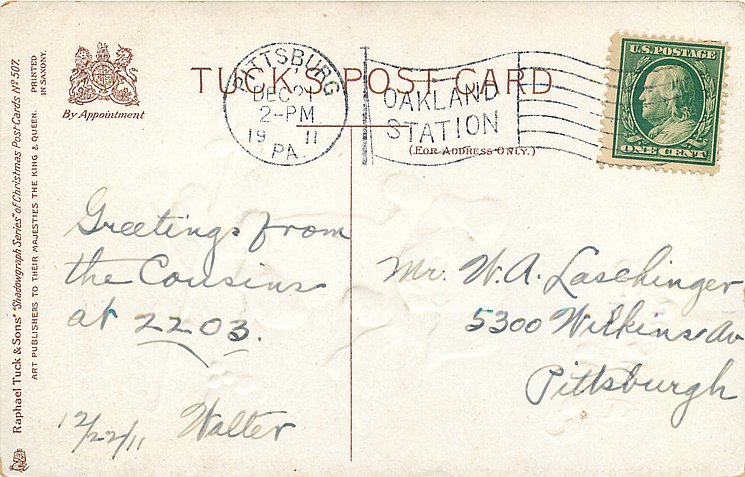 Raphael Tuck & Sons' "Shadowgraph Series" of Christmas Post Cards Nº 507.
ART PUBLISHERS TO THEIR MAJESTIES THE KING & QUEEN.
PRINTED
IN SAXONY.
By Appointment
TUCK'S POST CARD
(FOR ADDRESS ONLY.)
PITTSBURG
DEC 21
2-PM
19 11
PA.
OAKLAND
STATION
U.S. POSTAGE
ONE CENT
Greetings from
the Cousins
at 2203.
12/22/11 Walter
Mr. W. A. Laschinger
5300 Wilkins Av
Pittsburgh